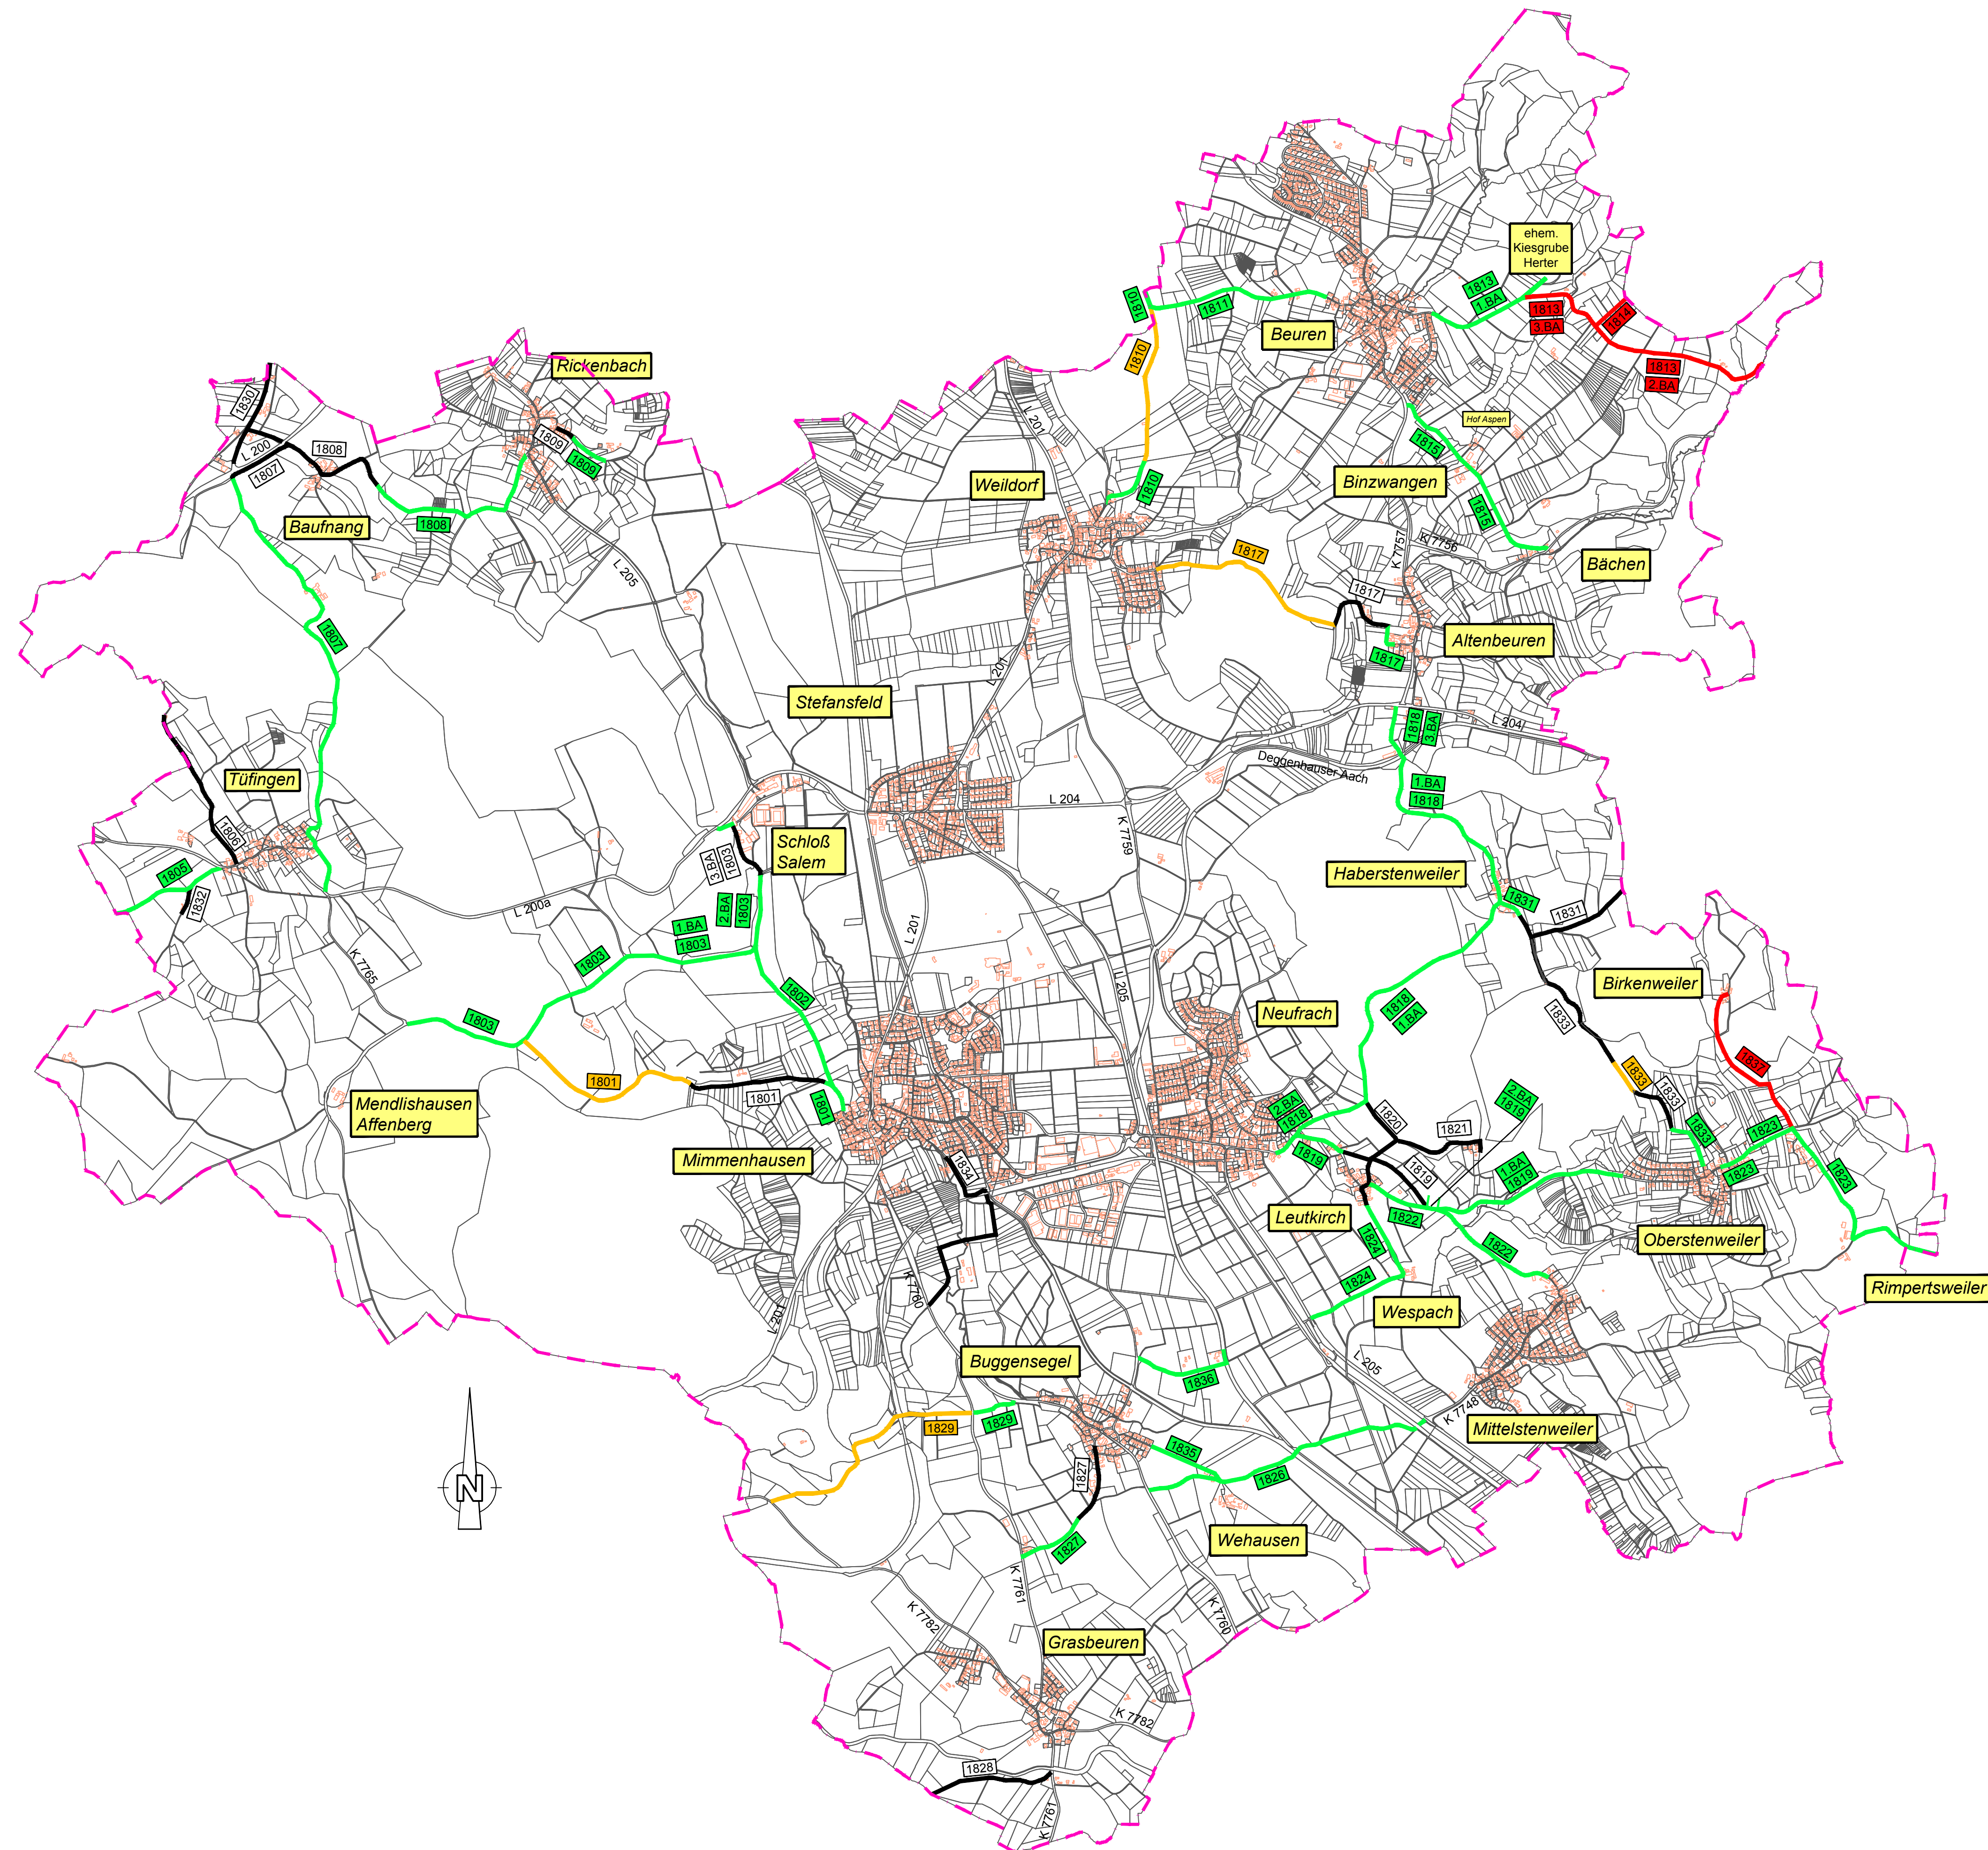 ehem.
Kiesgrube
Herter
1813
1.BA
1810
1811
Beuren
1813
3.BA
1814
1810
1813
2.BA
Rickenbach
1830
L 201
Hof Aspen
1809
1808
L 200
1807
1809
1815
Weildorf
1810
Binzwangen
1815
Baufnang
1808
K 7757
K 7756
1817
Bächen
L 205
1817
1807
Altenbeuren
1817
L 201
Stefansfeld
1818
3.BA
L 204
Tüfingen
Deggenhauser Aach
1.BA
1818
L 204
1806
K 7759
Schloß
Salem
3.BA
1803
Haberstenweiler
1805
1832
1831
1831
L 200a
2.BA
1803
1.BA
1803
L 201
K 7765
1803
Birkenweiler
L 205
1802
Neufrach
1818
1.BA
1803
1833
1837
1801
1801
1801
1833
1833
2.BA
1819
Mendlishausen
Affenberg
2.BA
1818
1820
1821
1823
1833
Mimmenhausen
1834
1819
1819
1.BA
1819
1823
1823
Leutkirch
1822
1824
1822
Oberstenweiler
1824
K 7760
Rimpertsweiler
L 201
Wespach
Buggensegel
L 205
1836
K 7748
1829
1829
Mittelstenweiler
1835
1827
1826
N
Wehausen
1827
K 7761
K 7782
K 7760
Grasbeuren
K 7782
1828
K 7761